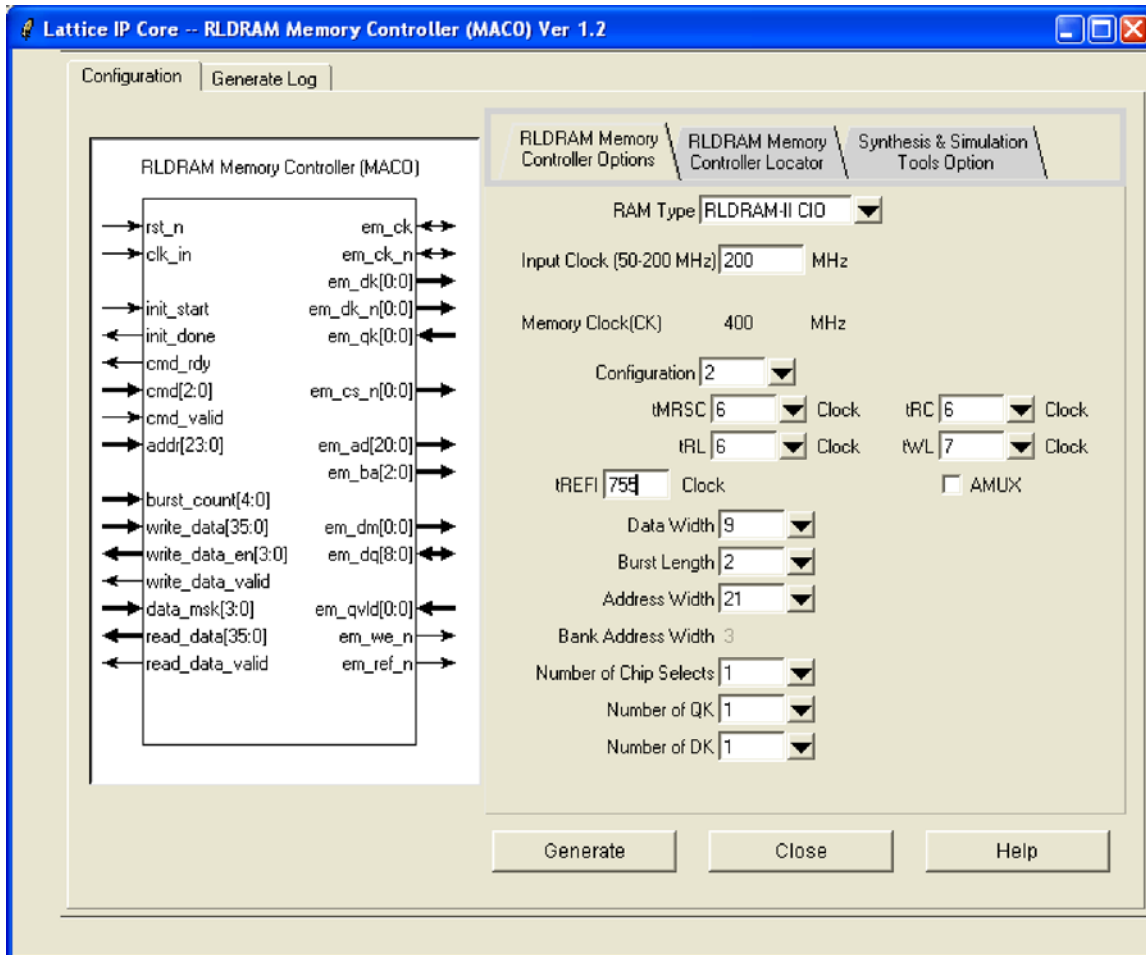 Lattice IP Core -- RLDRAM Memory Controller (MACO) Ver 1.2
Configuration Generate Log
RLDRAM Memory Controller (MACO)
rst_n em_ck
clk_in em_ck_n
em_dk[0:0]
init_start em_dk_n[0:0]
init_done em_qk[0:0]
cmd_rdy
cmd[2:0] em_cs_n[0:0]
cmd_valid
addr[23:0] em_ad[20:0]
em_ba[2:0]
burst_count[4:0]
write_data[35:0] em_dm[0:0]
write_data_en[3:0] em_dq[8:0]
write_data_valid
data_msk[3:0] em_qvld[0:0]
read_data[35:0] em_we_n
read_data_valid em_ref_n
RLDRAM Memory Controller Options
RLDRAM Memory Controller Locator
Synthesis & Simulation Tools Option
RAM Type RLDRAM-II CIO
Input Clock (50-200 MHz) 200 MHz
Memory Clock(CK) 400 MHz
Configuration 2
tMRSC 6 Clock tRC 6 Clock
tRL 6 Clock tWL 7 Clock
tREFI 755 Clock AMUX
Data Width 9
Burst Length 2
Address Width 21
Bank Address Width 3
Number of Chip Selects 1
Number of QK 1
Number of DK 1
Generate Close Help